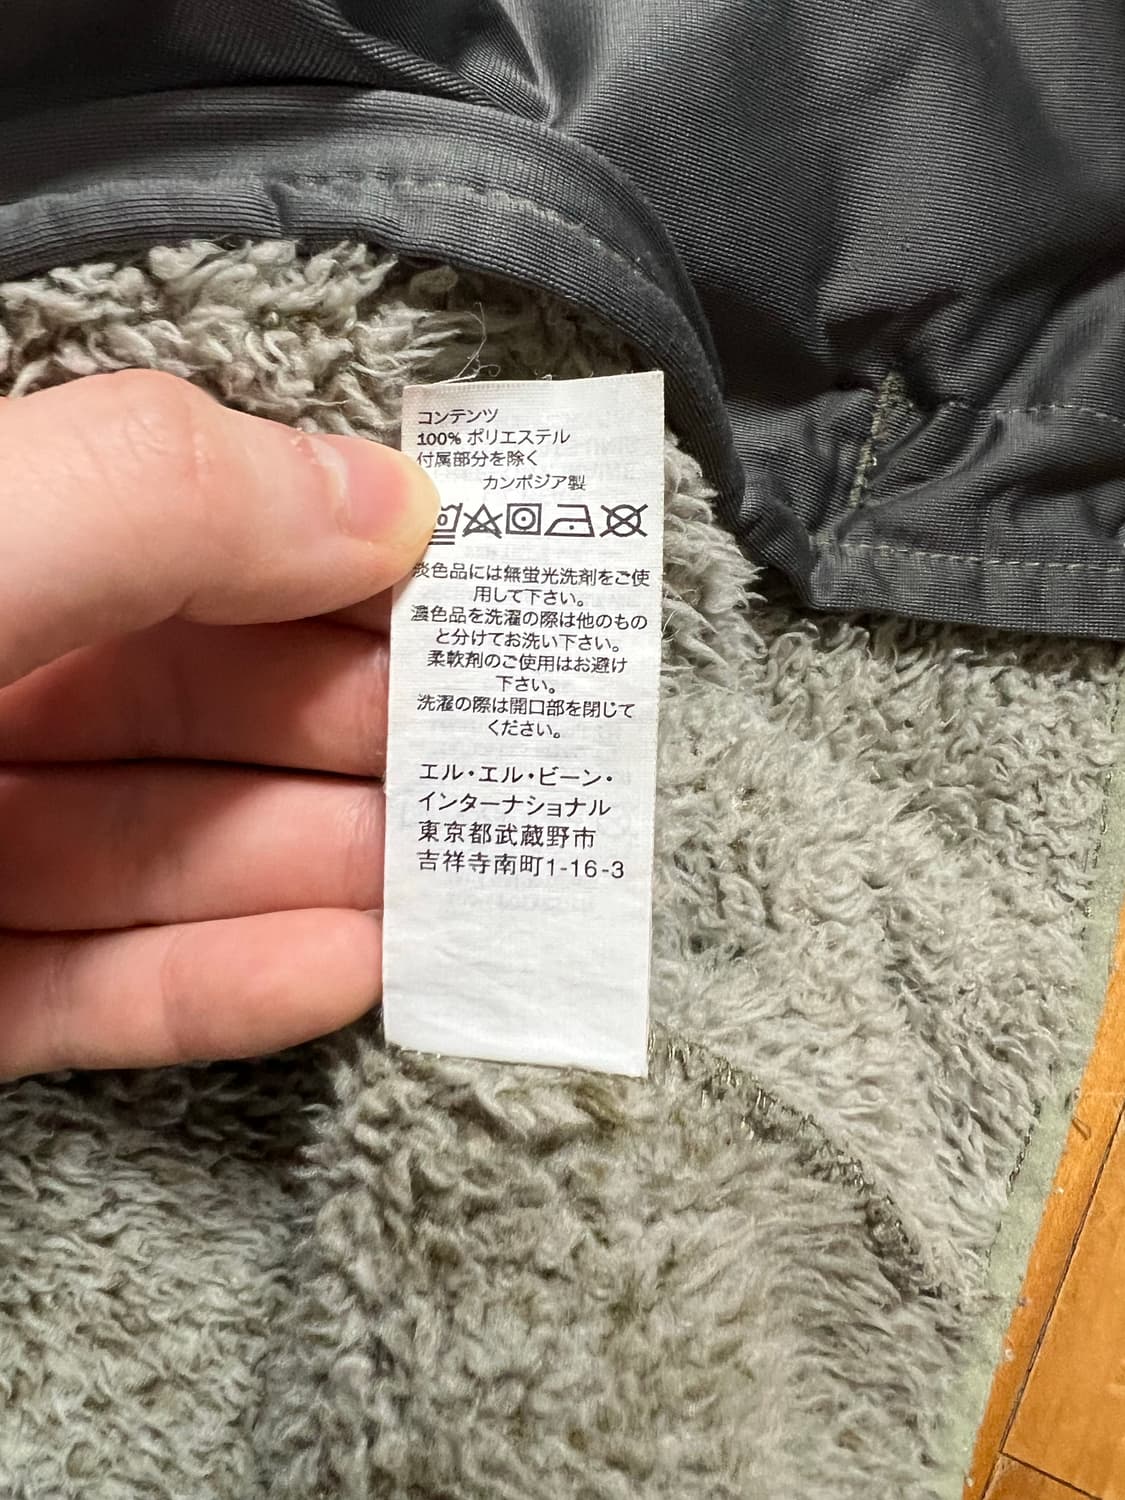 コンテンツ
100% ポリエステル
付属部分を除く
カンボジア製
淡色品には無蛍光洗剤をご使
用して下さい。
濃色品を洗濯の際は他のもの
と分けてお洗い下さい。
柔軟剤のご使用はお避け
下さい。
洗濯の際は開口部を閉じて
ください。
エル・エル・ビーン・
インターナショナル
東京都武蔵野市
吉祥寺南町1-16-3